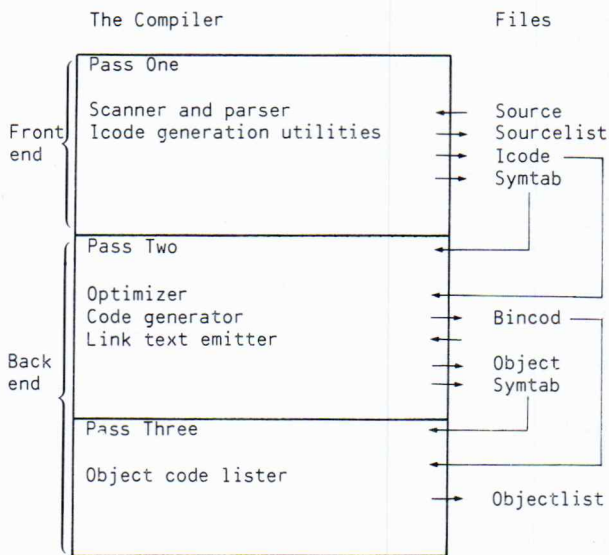 The Compiler Files
Pass One
Scanner and parser Source
Front Icode generation utilities Sourcelist
end Icode
Symtab
Pass Two
Optimizer
Code generator Bincod
Link text emitter
Back Object
end Symtab
Pass Three
Object code lister
Objectlist